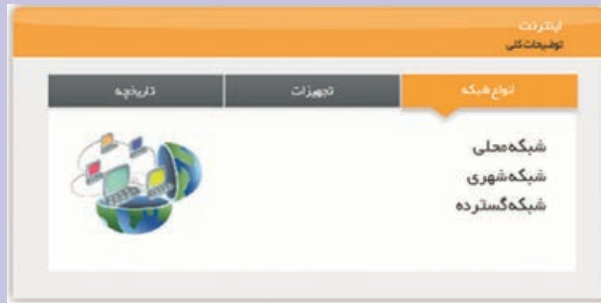 اینترنت
توضیحات کلی
انواع شبکه تجهیزات تاریخچه
شبکه محلی
شبکه شهری
شبکه گسترده